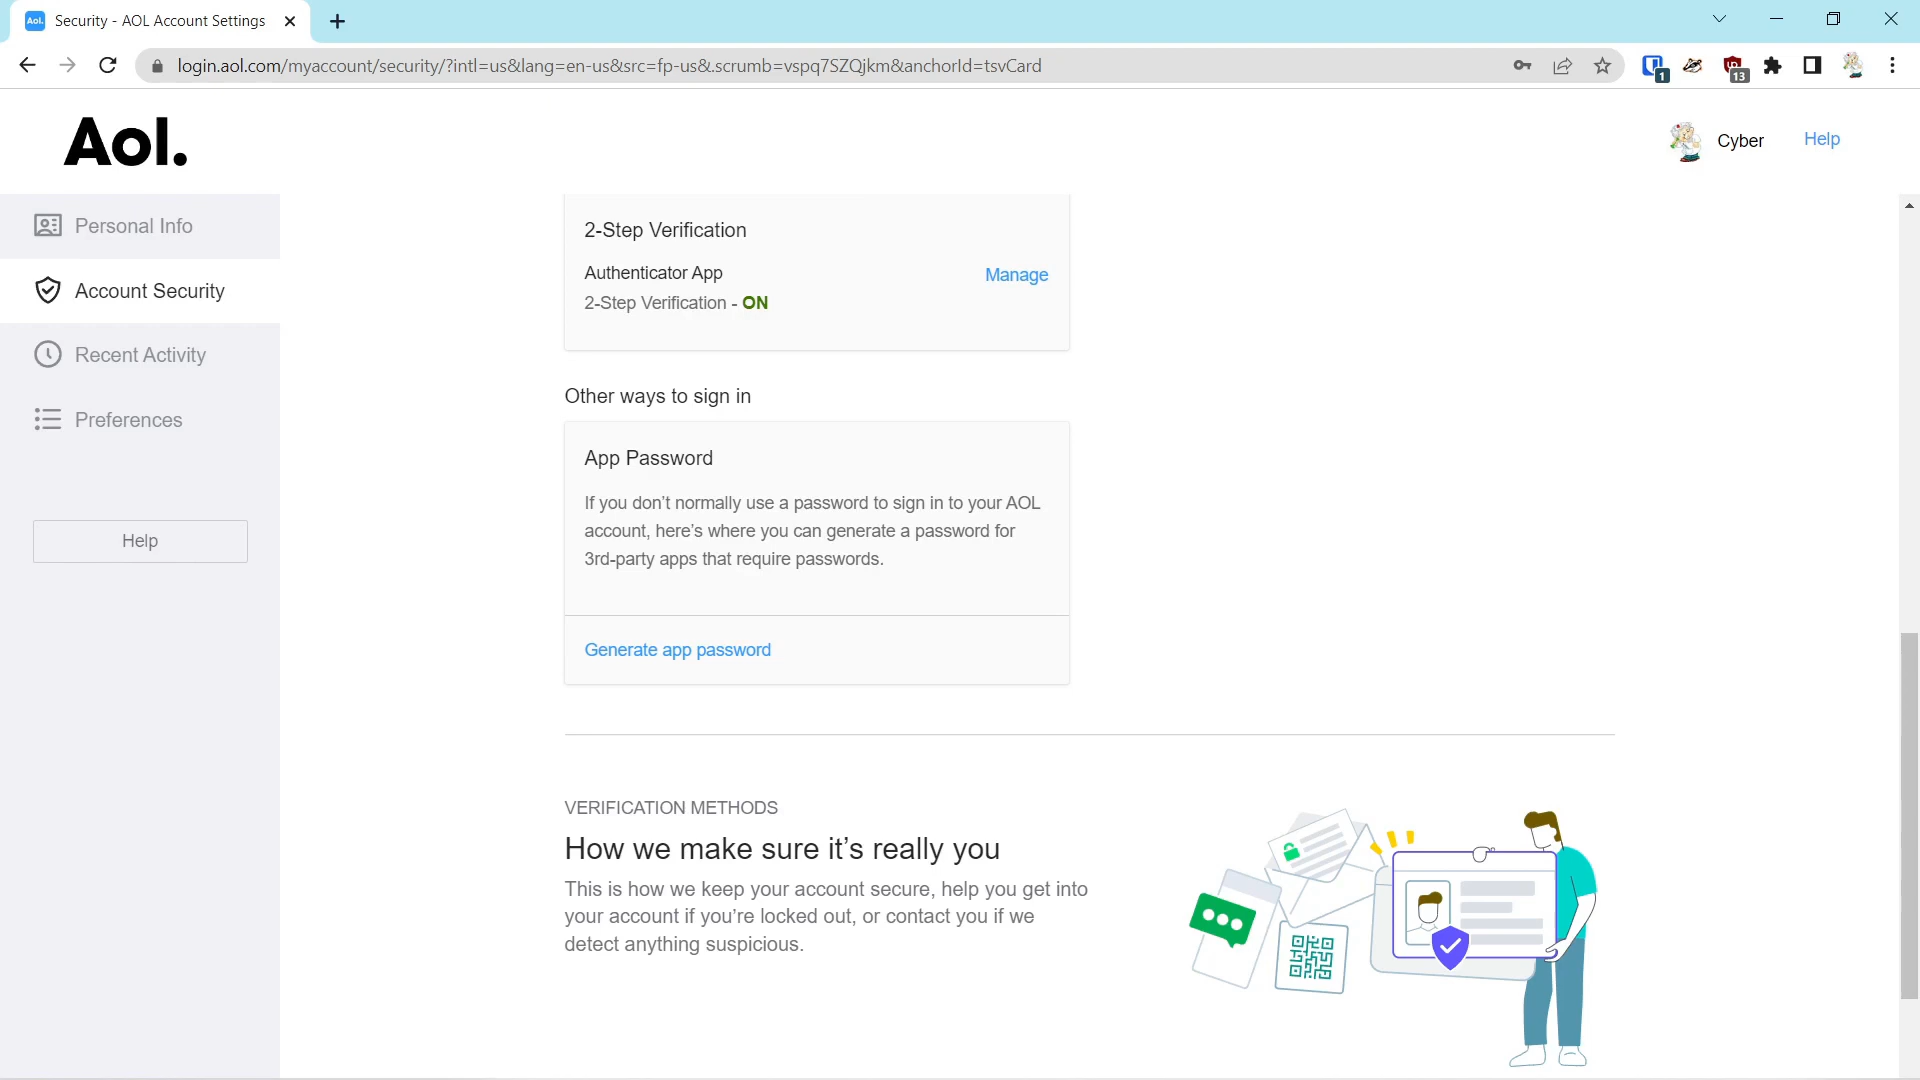 Aol.
Security - AOL Account Settings
login.aol.com/myaccount/security/?intl=us&lang=en-us&src=fp-us&.scrumb=vspq7SZQjkm&anchorId=tsvCard
1
13
Aol.
Cyber
Help
Personal Info
Account Security
Recent Activity
Preferences
Help
2-Step Verification
Authenticator App
Manage
2-Step Verification - ON
Other ways to sign in
App Password
If you don’t normally use a password to sign in to your AOL
account, here’s where you can generate a password for
3rd-party apps that require passwords.
Generate app password
VERIFICATION METHODS
How we make sure it’s really you
This is how we keep your account secure, help you get into
your account if you’re locked out, or contact you if we
detect anything suspicious.